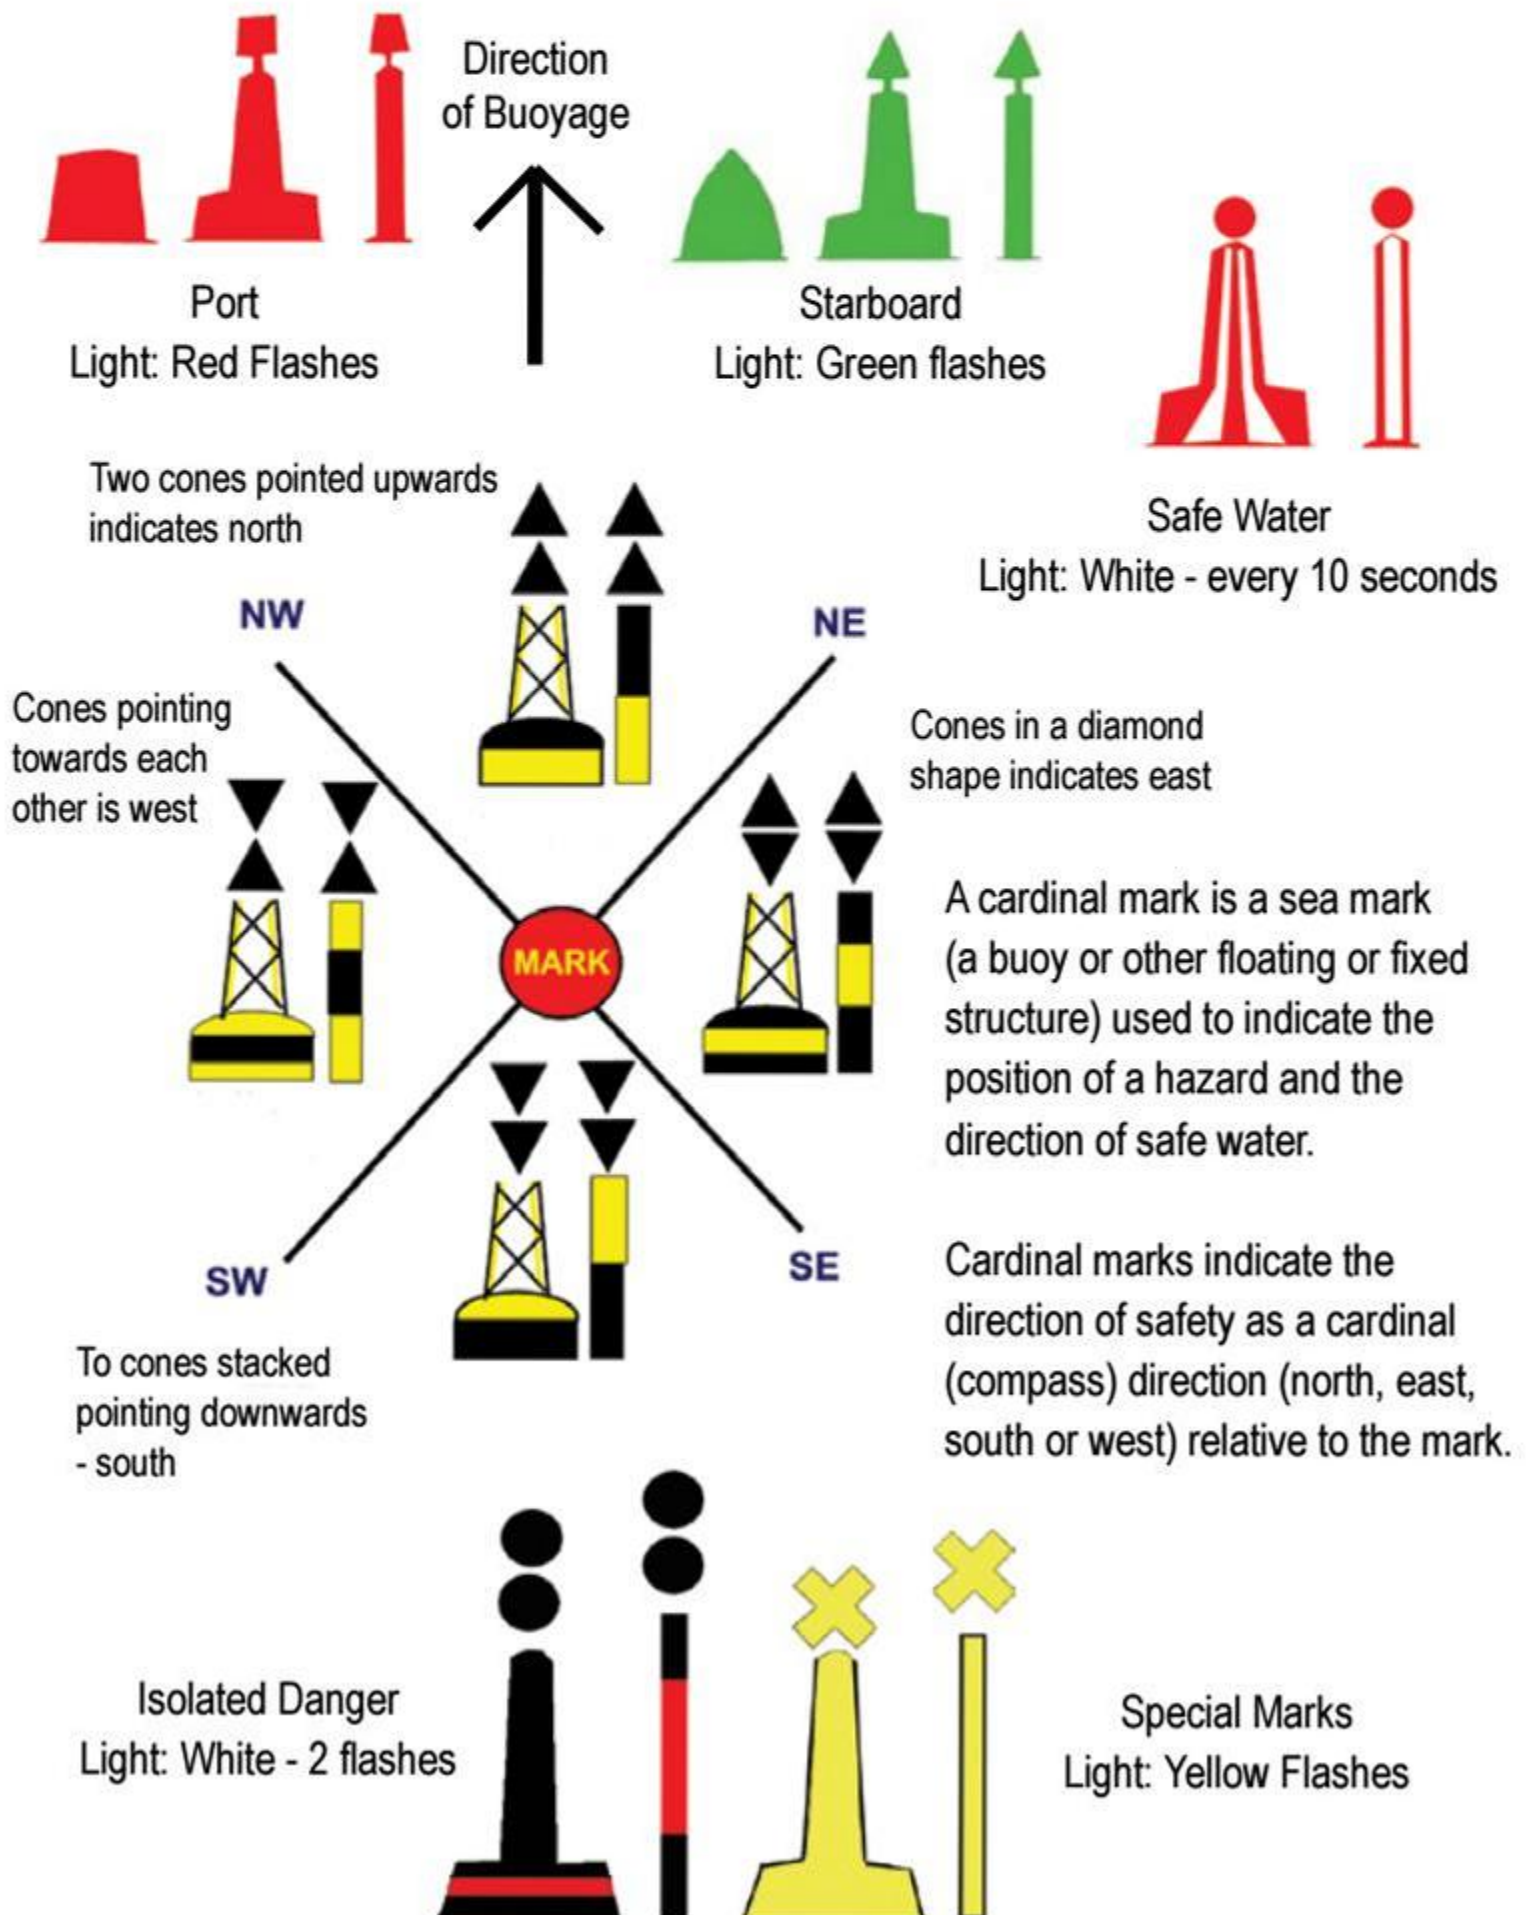 Direction
of Buoyage
Port
Light: Red Flashes
Starboard
Light: Green flashes
Safe Water
Light: White - every 10 seconds
Two cones pointed upwards
indicates north
NW
NE
Cones pointing
towards each
other is west
Cones in a diamond
shape indicates east
MARK
A cardinal mark is a sea mark
(a buoy or other floating or fixed
structure) used to indicate the
position of a hazard and the
direction of safe water.
SW
SE
To cones stacked
pointing downwards
- south
Cardinal marks indicate the
direction of safety as a cardinal
(compass) direction (north, east,
south or west) relative to the mark.
Isolated Danger
Light: White - 2 flashes
Special Marks
Light: Yellow Flashes